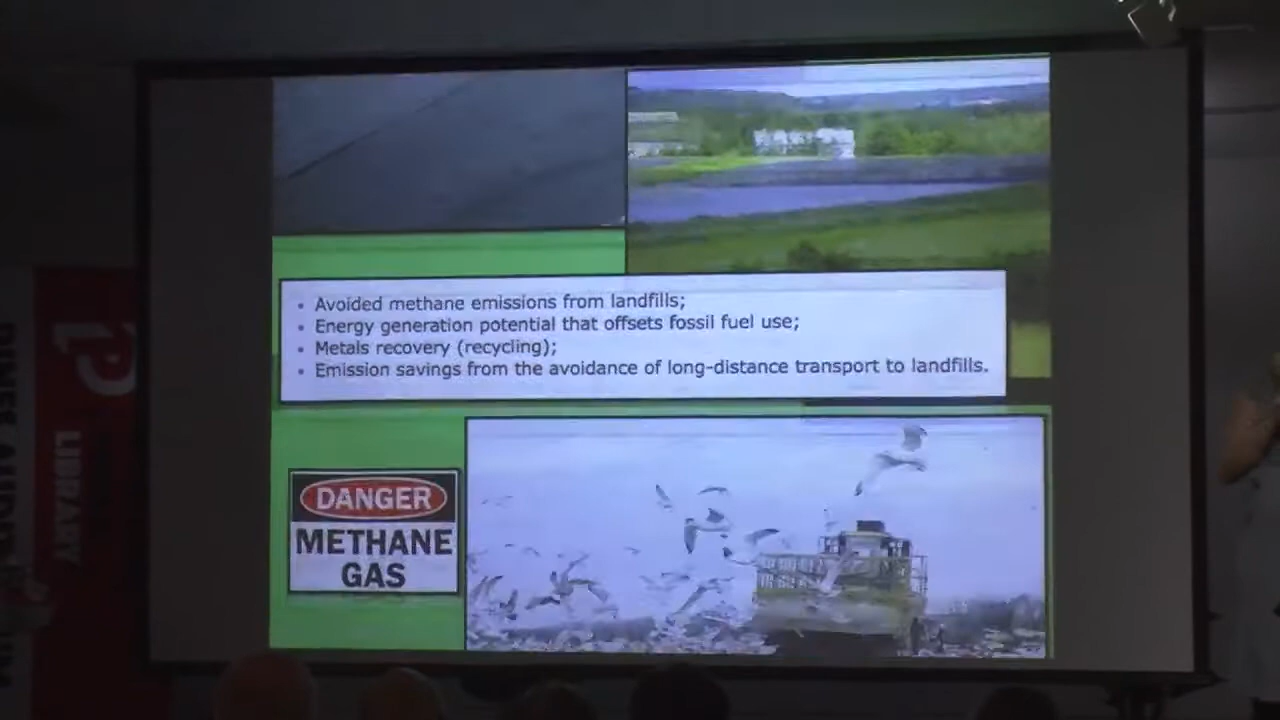 • Avoided methane emissions from landfills;
• Energy generation potential that offsets fossil fuel use;
• Metals recovery (recycling);
• Emission savings from the avoidance of long-distance transport to landfills.
DANGER
METHANE
GAS
LIBRARY